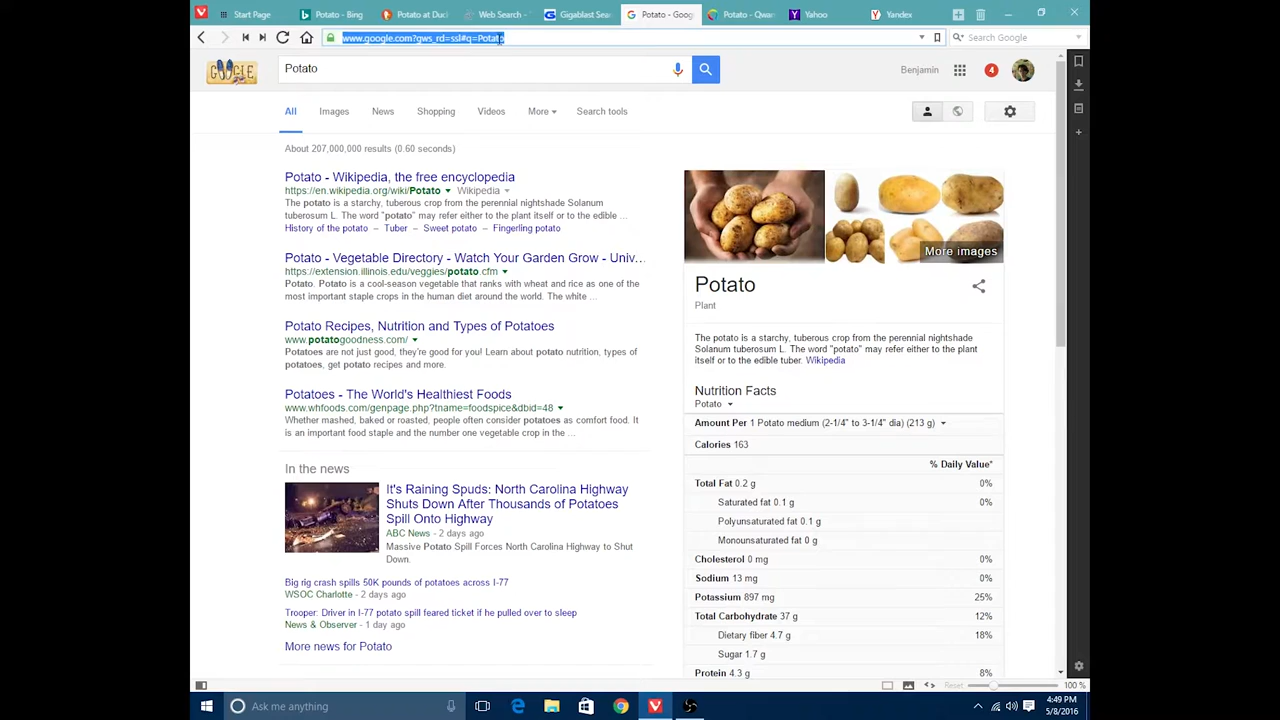 Start Page
Potato - Bing
Potato at Duck
Web Search -
Gigablast Sear
Potato - Goog
Potato - Qwan
Yahoo
Yandex
www.google.com?gws_rd=ssl#q=Potato
Search Google
GOOGLE
Potato
Benjamin
4
All
Images
News
Shopping
Videos
More
Search tools
About 207,000,000 results (0.60 seconds)
Potato - Wikipedia, the free encyclopedia
https://en.wikipedia.org/wiki/Potato Wikipedia
The potato is a starchy, tuberous crop from the perennial nightshade Solanum
tuberosum L. The word "potato" may refer either to the plant itself or to the edible ...
History of the potato – Tuber – Sweet potato – Fingerling potato
Potato - Vegetable Directory - Watch Your Garden Grow - Univ...
https://extension.illinois.edu/veggies/potato.cfm
Potato. Potato is a cool-season vegetable that ranks with wheat and rice as one of the
most important staple crops in the human diet around the world. The white ...
Potato Recipes, Nutrition and Types of Potatoes
www.potatogoodness.com/
Potatoes are not just good, they're good for you! Learn about potato nutrition, types of
potatoes, get potato recipes and more.
Potatoes - The World's Healthiest Foods
www.whfoods.com/genpage.php?tname=foodspice&dbid=48
Whether mashed, baked or roasted, people often consider potatoes as comfort food. It
is an important food staple and the number one vegetable crop in the ...
In the news
It's Raining Spuds: North Carolina Highway
Shuts Down After Thousands of Potatoes
Spill Onto Highway
ABC News - 2 days ago
Massive Potato Spill Forces North Carolina Highway to Shut
Down.
Big rig crash spills 50K pounds of potatoes across I-77
WSOC Charlotte - 2 days ago
Trooper: Driver in I-77 potato spill feared ticket if he pulled over to sleep
News & Observer - 1 day ago
More news for Potato
More images
Potato
Plant
The potato is a starchy, tuberous crop from the perennial nightshade
Solanum tuberosum L. The word "potato" may refer either to the plant
itself or to the edible tuber. Wikipedia
Nutrition Facts
Potato
Amount Per 1 Potato medium (2-1/4" to 3-1/4" dia) (213 g)
Calories 163
% Daily Value*
Total Fat 0.2 g 0%
Saturated fat 0.1 g 0%
Polyunsaturated fat 0.1 g
Monounsaturated fat 0 g
Cholesterol 0 mg 0%
Sodium 13 mg 0%
Potassium 897 mg 25%
Total Carbohydrate 37 g 12%
Dietary fiber 4.7 g 18%
Sugar 1.7 g
Protein 4.3 g 8%
Reset
100 %
Ask me anything
4:49 PM
5/8/2016